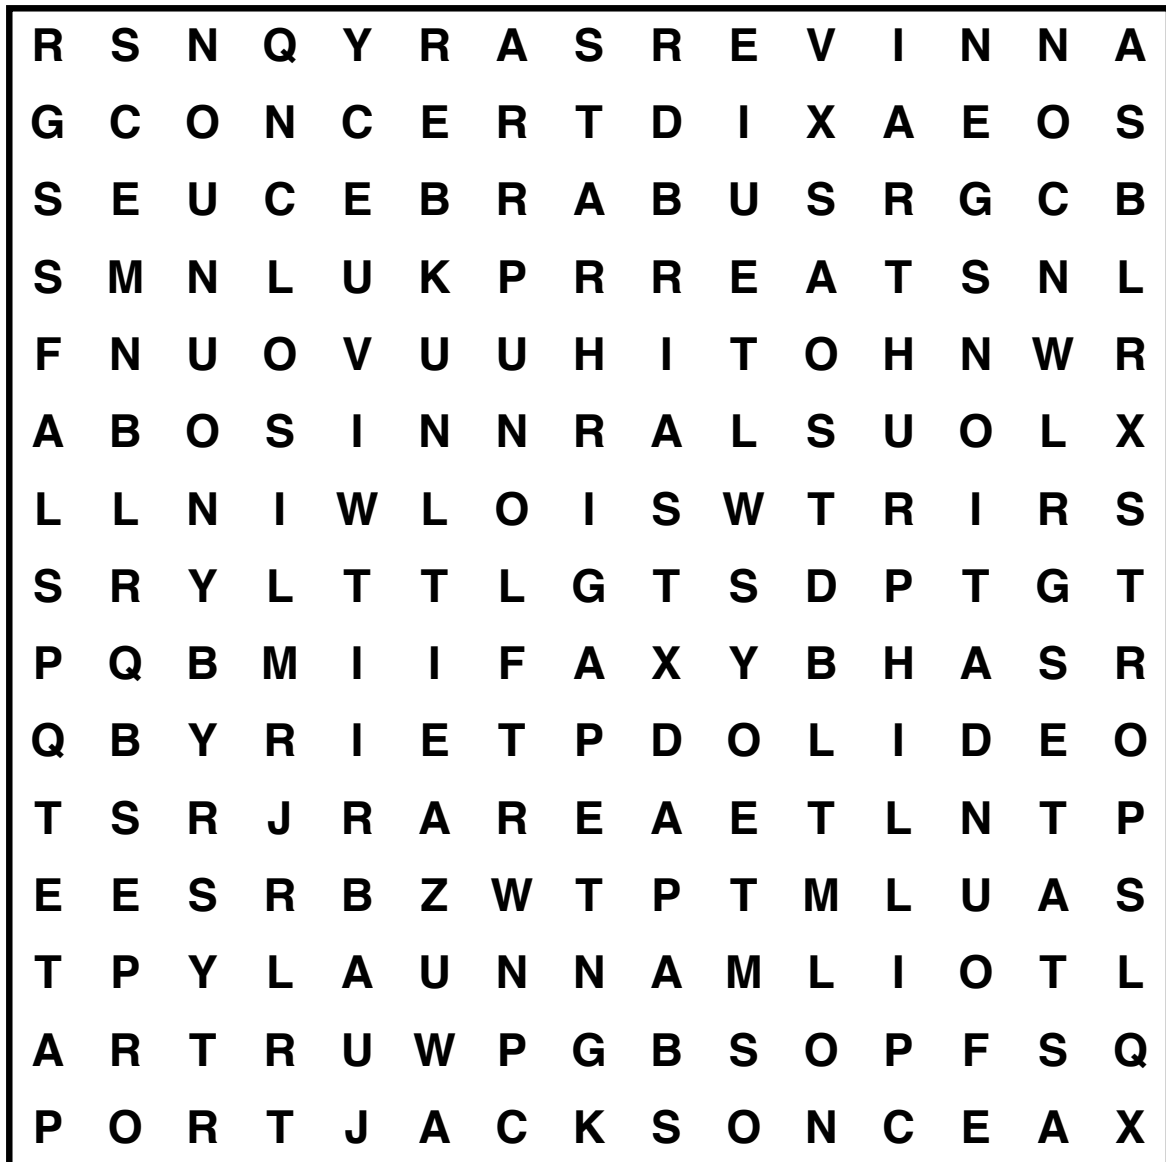 R S N Q Y R A S R E V I N N A
G C O N C E R T D I X A E O S
S E U C E B R A B U S R G C B
S M N L U K P R R E A T S N L
F N U O V U U H I T O H N W R
A B O S I N N R A L S U O L X
L L N I W L O I S W T R I R S
S R Y L T T L G T S D P T G T
P Q B M I I F A X Y B H A S R
Q B Y R I E T P D O L I D E O
T S R J R A R E A E T L N T P
E E S R B Z W T P T M L U A S
T P Y L A U N N A M L I O T L
A R T R U W P G B S O P F S Q
P O R T J A C K S O N C E A X